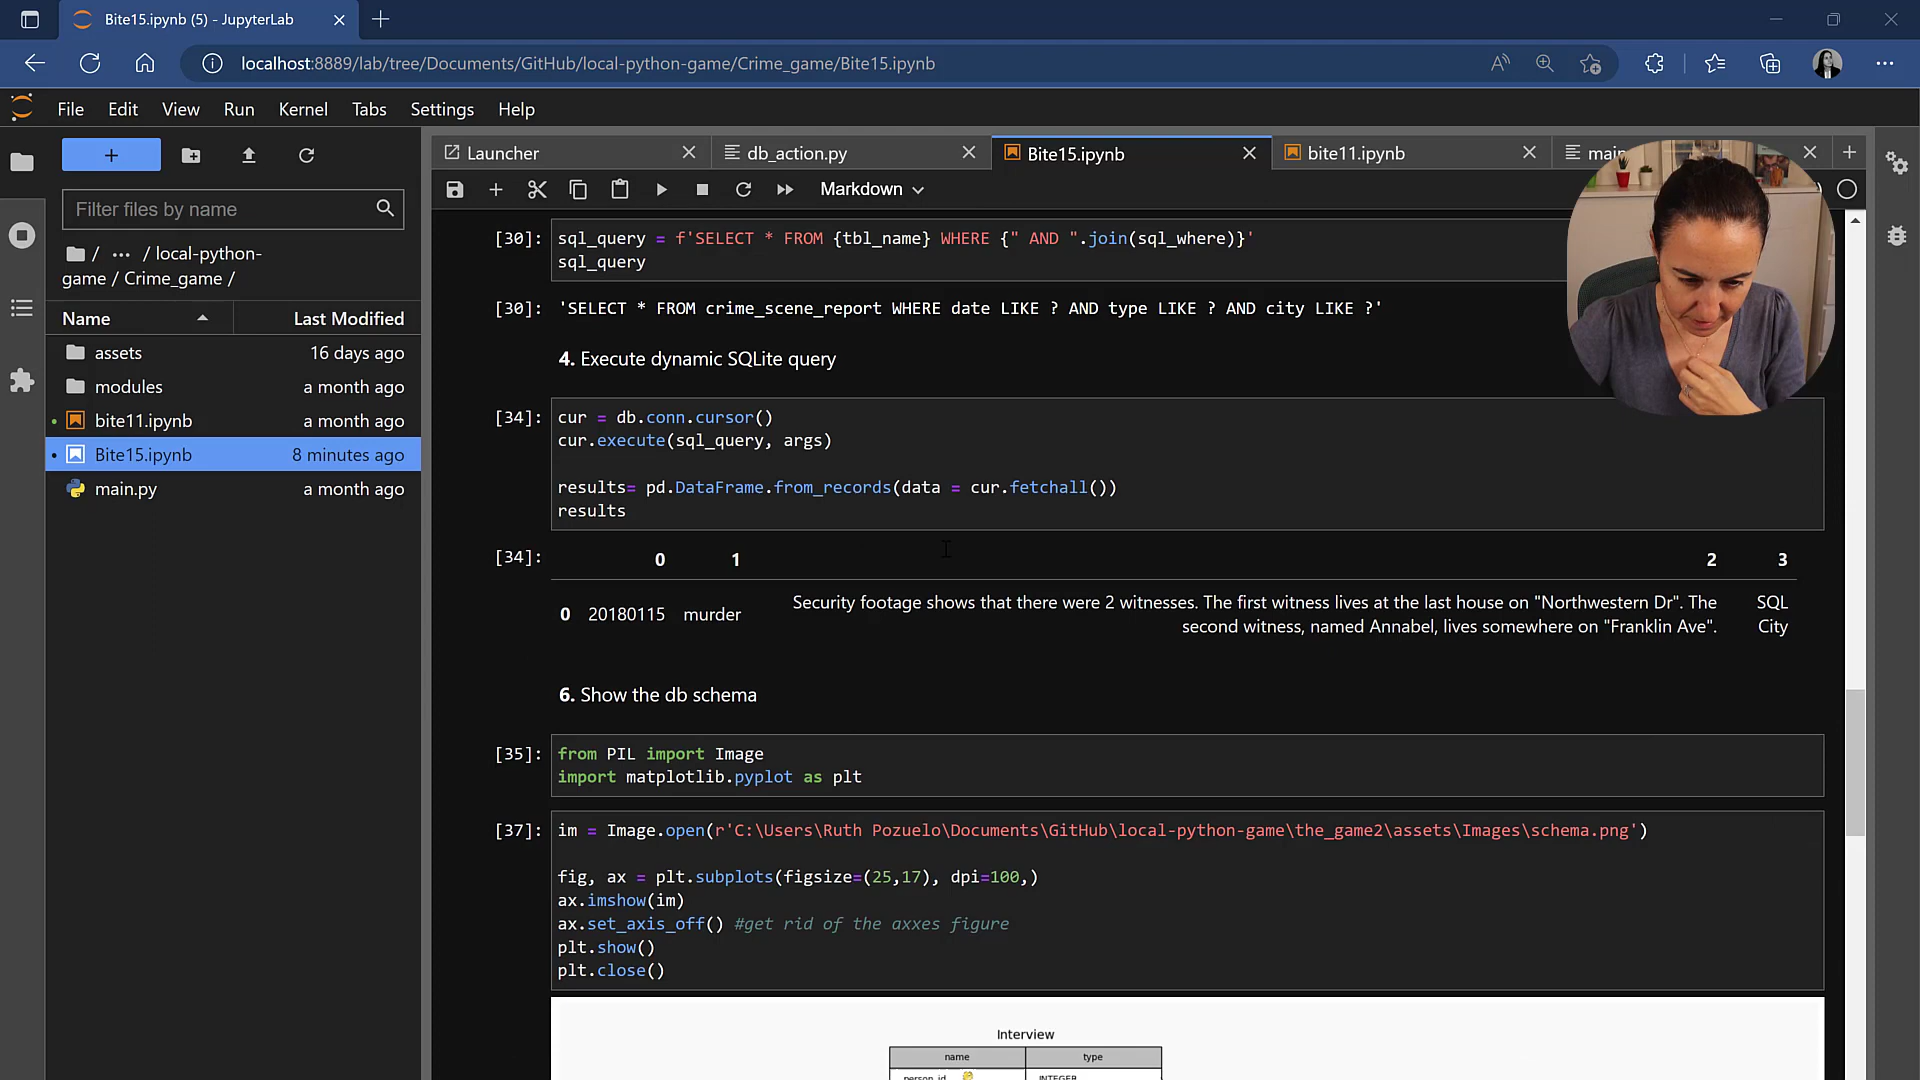 Bite15.ipynb (5) - JupyterLab
localhost:8889/lab/tree/Documents/GitHub/local-python-game/Crime_game/Bite15.ipynb
File Edit View Run Kernel Tabs Settings Help
Launcher
db_action.py
Bite15.ipynb
bite11.ipynb
Markdown
Filter files by name
/ ... / local-python-
game / Crime_game /
Name Last Modified
assets 16 days ago
modules a month ago
bite11.ipynb a month ago
Bite15.ipynb 8 minutes ago
main.py a month ago
[30]: sql_query = f'SELECT * FROM {tbl_name} WHERE {" AND ".join(sql_where)}'
sql_query
[30]: 'SELECT * FROM crime_scene_report WHERE date LIKE ? AND type LIKE ? AND city LIKE ?'
4. Execute dynamic SQLite query
[34]: cur = db.conn.cursor()
cur.execute(sql_query, args)
results= pd.DataFrame.from_records(data = cur.fetchall())
results
[34]: 0 1 2 3
0 20180115 murder Security footage shows that there were 2 witnesses. The first witness lives at the last house on "Northwestern Dr". The SQL
second witness, named Annabel, lives somewhere on "Franklin Ave". City
6. Show the db schema
[35]: from PIL import Image
import matplotlib.pyplot as plt
[37]: im = Image.open(r'C:\Users\Ruth Pozuelo\Documents\GitHub\local-python-game\the_game2\assets\Images\schema.png')
fig, ax = plt.subplots(figsize=(25,17), dpi=100,)
ax.imshow(im)
ax.set_axis_off() #get rid of the axxes figure
plt.show()
plt.close()
Interview
name type
person_id INTEGER